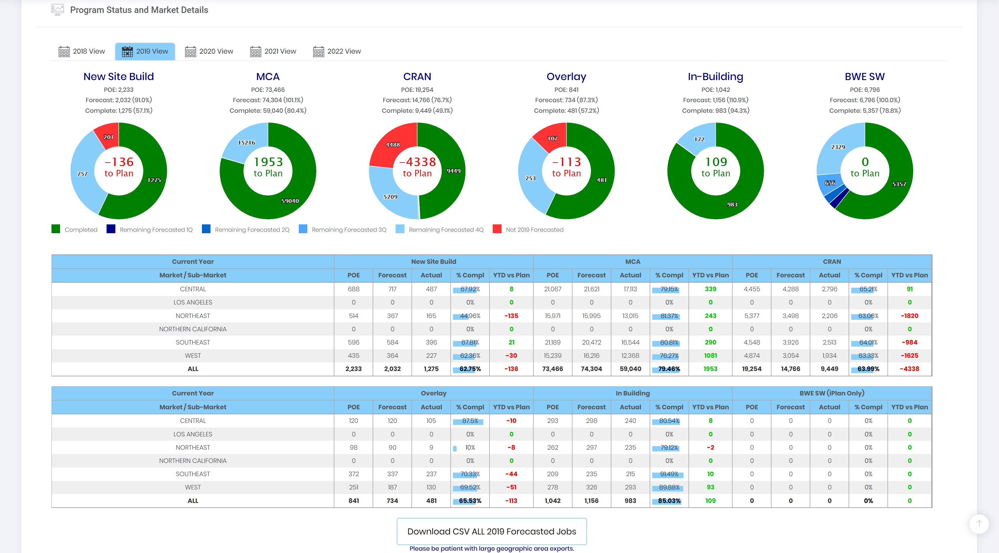 Program Status and Market Details
2018 View 2019 View 2020 View 2021 View 2022 View
New Site Build MCA CRAN Overlay In-Building BWE SW
POE: 2,233 POE: 73,466 POE: 19,254 POE: 841 POE: 1,042 POE: 6,796
Forecast: 2,032 (91.0%) Forecast: 74,304 (101.1%) Forecast: 14,766 (76.7%) Forecast: 734 (87.3%) Forecast: 1,156 (110.9%) Forecast: 6,796 (100.0%)
Complete: 1,275 (57.1%) Complete: 59,040 (80.4%) Complete: 9,449 (49.1%) Complete: 481 (57.2%) Complete: 983 (94.3%) Complete: 5,357 (78.8%)
201 757 1275 -136 to Plan
15216 59040 1953 to Plan
4488 5209 9449 -4338 to Plan
107 253 481 -113 to Plan
172 983 109 to Plan
2329 656 5357 0 to Plan
Completed Remaining Forecasted 1Q Remaining Forecasted 2Q Remaining Forecasted 3Q Remaining Forecasted 4Q Not 2019 Forecasted
Current Year New Site Build MCA CRAN
Market / Sub-Market POE Forecast Actual % Compl YTD vs Plan POE Forecast Actual % Compl YTD vs Plan POE Forecast Actual % Compl YTD vs Plan
CENTRAL 688 717 487 67.92% 8 21,067 21,621 17,113 79.15% 339 4,455 4,288 2,796 65.21% 91
LOS ANGELES 0 0 0 0% 0 0 0 0 0% 0 0 0 0 0% 0
NORTHEAST 514 367 165 44.96% -135 15,971 15,995 13,015 81.37% 243 5,377 3,498 2,206 63.06% -1820
NORTHERN CALIFORNIA 0 0 0 0% 0 0 0 0 0% 0 0 0 0 0% 0
SOUTHEAST 596 584 396 67.81% 21 21,189 20,472 16,544 80.81% 290 4,548 3,926 2,513 64.01% -984
WEST 435 364 227 62.36% -30 15,239 16,216 12,368 76.27% 1081 4,874 3,054 1,934 63.33% -1625
ALL 2,233 2,032 1,275 62.75% -136 73,466 74,304 59,040 79.46% 1953 19,254 14,766 9,449 63.99% -4338
Current Year Overlay In Building BWE SW (iPlan Only)
Market / Sub-Market POE Forecast Actual % Compl YTD vs Plan POE Forecast Actual % Compl YTD vs Plan POE Forecast Actual % Compl YTD vs Plan
CENTRAL 120 120 105 87.5% -10 293 298 240 80.54% 8 0 0 0 0% 0
LOS ANGELES 0 0 0 0% 0 0 0 0 0% 0 0 0 0 0% 0
NORTHEAST 98 90 9 10% -8 262 297 235 79.12% -2 0 0 0 0% 0
NORTHERN CALIFORNIA 0 0 0 0% 0 0 0 0 0% 0 0 0 0 0% 0
SOUTHEAST 372 337 237 70.33% -44 209 235 215 91.49% 10 0 0 0 0% 0
WEST 251 187 130 69.52% -51 278 326 293 89.88% 93 0 0 0 0% 0
ALL 841 734 481 65.53% -113 1,042 1,156 983 85.03% 109 0 0 0 0% 0
Download CSV ALL 2019 Forecasted Jobs
Please be patient with large geographic area exports.